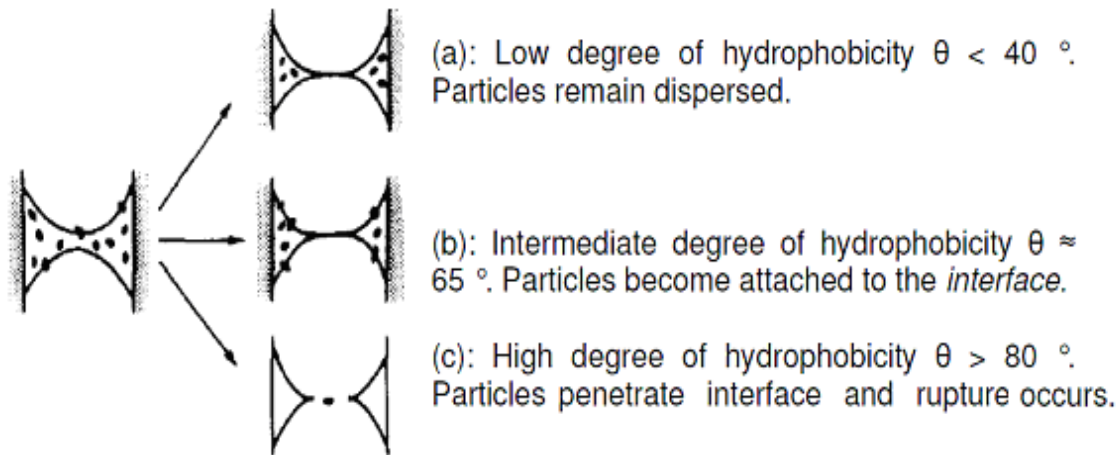 (a): Low degree of hydrophobicity θ < 40 °.
Particles remain dispersed.
(b): Intermediate degree of hydrophobicity θ ≈
65 °. Particles become attached to the interface.
(c): High degree of hydrophobicity θ > 80 °.
Particles penetrate interface and rupture occurs.